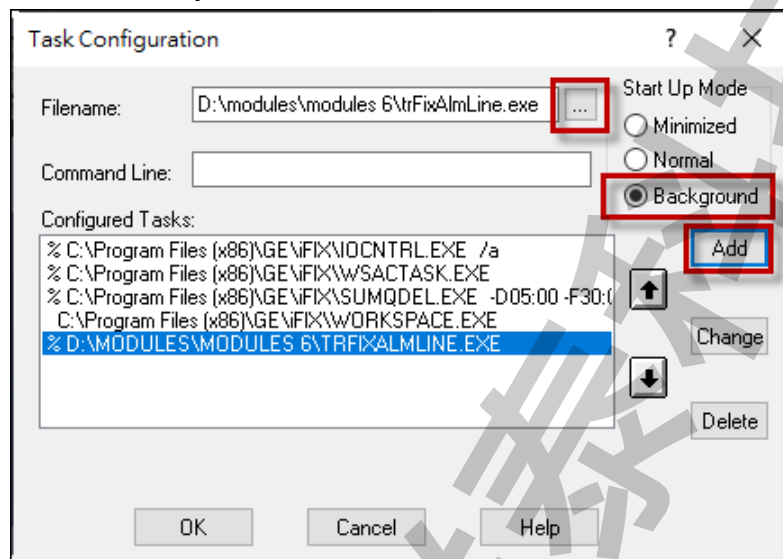 Task Configuration ? ×
Filename: D:\modules\modules 6\trFixAlmLine.exe ...
Start Up Mode
Minimized
Normal
Background
Command Line:
Configured Tasks:
% C:\Program Files (x86)\GE\iFIX\IOCNTRL.EXE /a
% C:\Program Files (x86)\GE\iFIX\WSACTASK.EXE
% C:\Program Files (x86)\GE\iFIX\SUMQDEL.EXE -D05:00 -F30:(
C:\Program Files (x86)\GE\iFIX\WORKSPACE.EXE
% D:\MODULES\MODULES 6\TRFIXALMLINE.EXE
Add
Change
Delete
OK Cancel Help